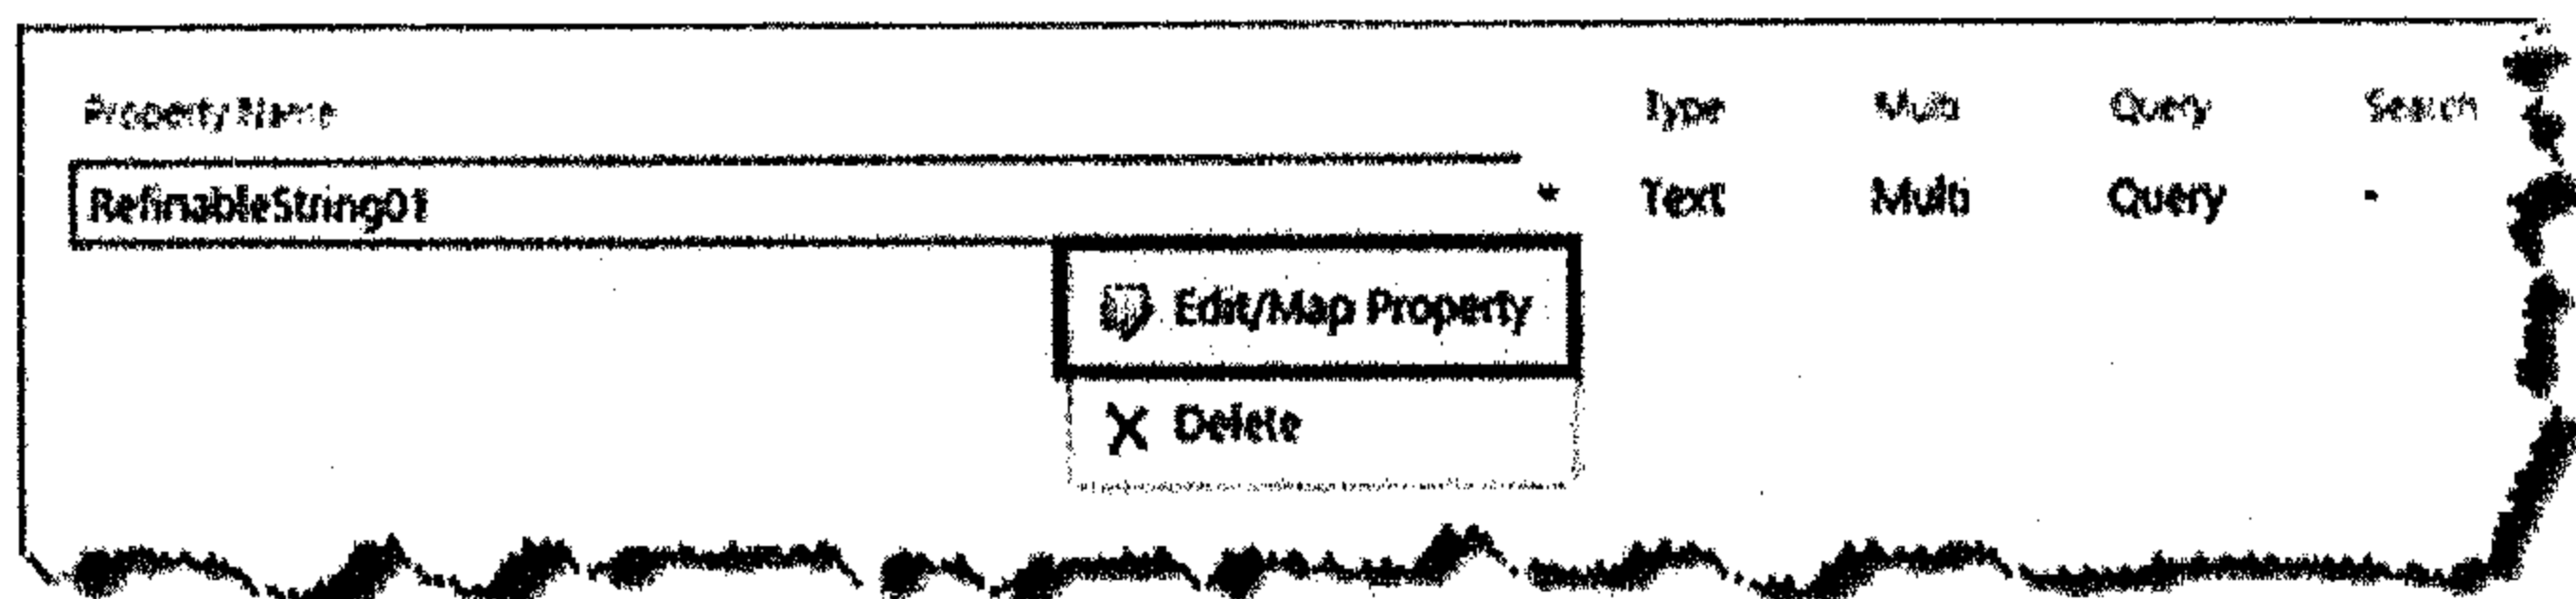 Property Name Type Multi Query Search
RefinableString01 Text Multi Query -
Edit/Map Property
Delete